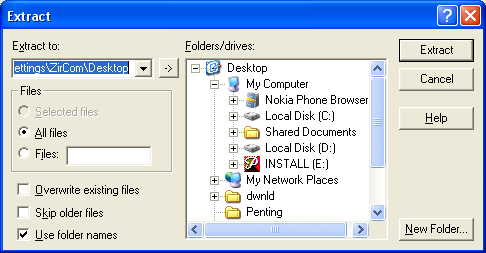 Extract
Extract to:
ettings\ZirCom\Desktop
->
Files
Selected files
All files
Files:
Overwrite existing files
Skip older files
Use folder names
Folders/drives:
Desktop
My Computer
Nokia Phone Browser
Local Disk (C:)
Shared Documents
Local Disk (D:)
INSTALL (E:)
My Network Places
dwnld
Penting
Extract
Cancel
Help
New Folder...